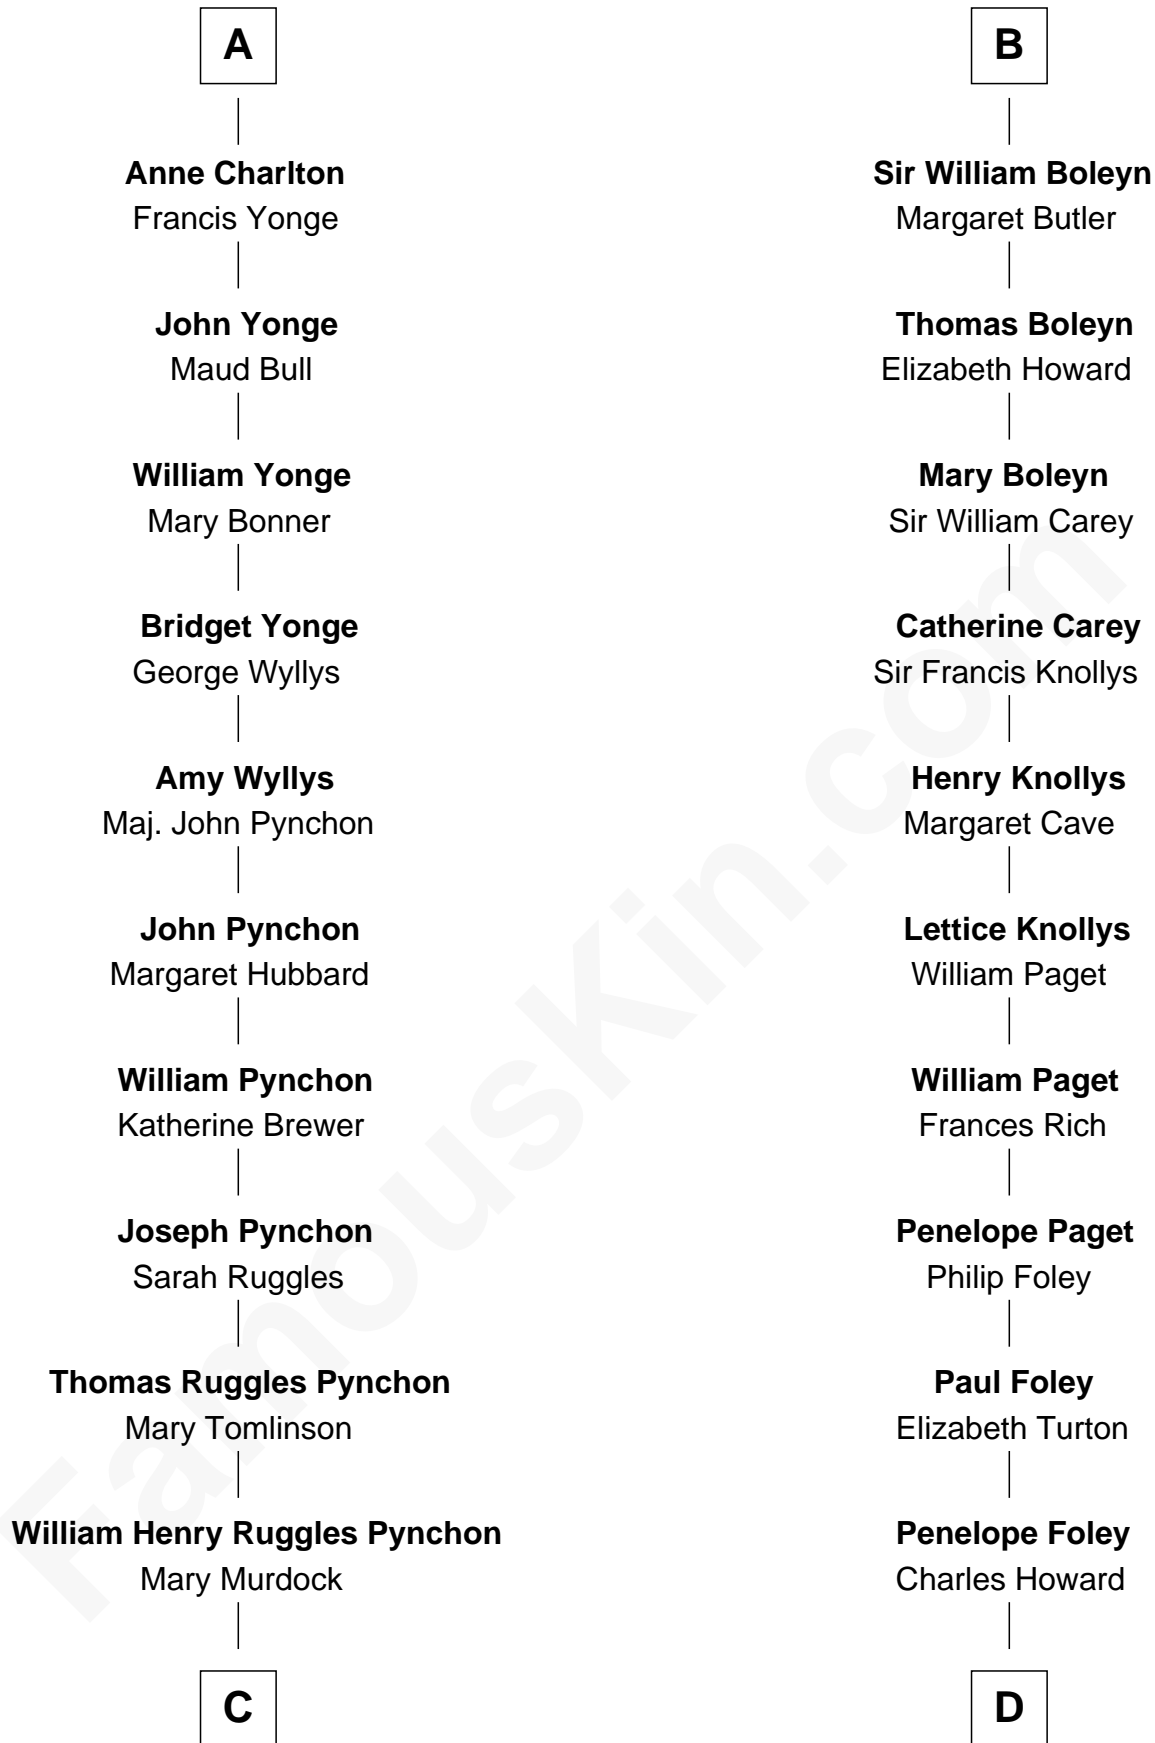 A
Anne Charlton
Francis Yonge
John Yonge
Maud Bull
William Yonge
Mary Bonner
Bridget Yonge
George Wyllys
Amy Wyllys
Maj. John Pynchon
John Pynchon
Margaret Hubbard
William Pynchon
Katherine Brewer
Joseph Pynchon
Sarah Ruggles
Thomas Ruggles Pynchon
Mary Tomlinson
William Henry Ruggles Pynchon
Mary Murdock
C
B
Sir William Boleyn
Margaret Butler
Thomas Boleyn
Elizabeth Howard
Mary Boleyn
Sir William Carey
Catherine Carey
Sir Francis Knollys
Henry Knollys
Margaret Cave
Lettice Knollys
William Paget
William Paget
Frances Rich
Penelope Paget
Philip Foley
Paul Foley
Elizabeth Turton
Penelope Foley
Charles Howard
D
FamousKin.com